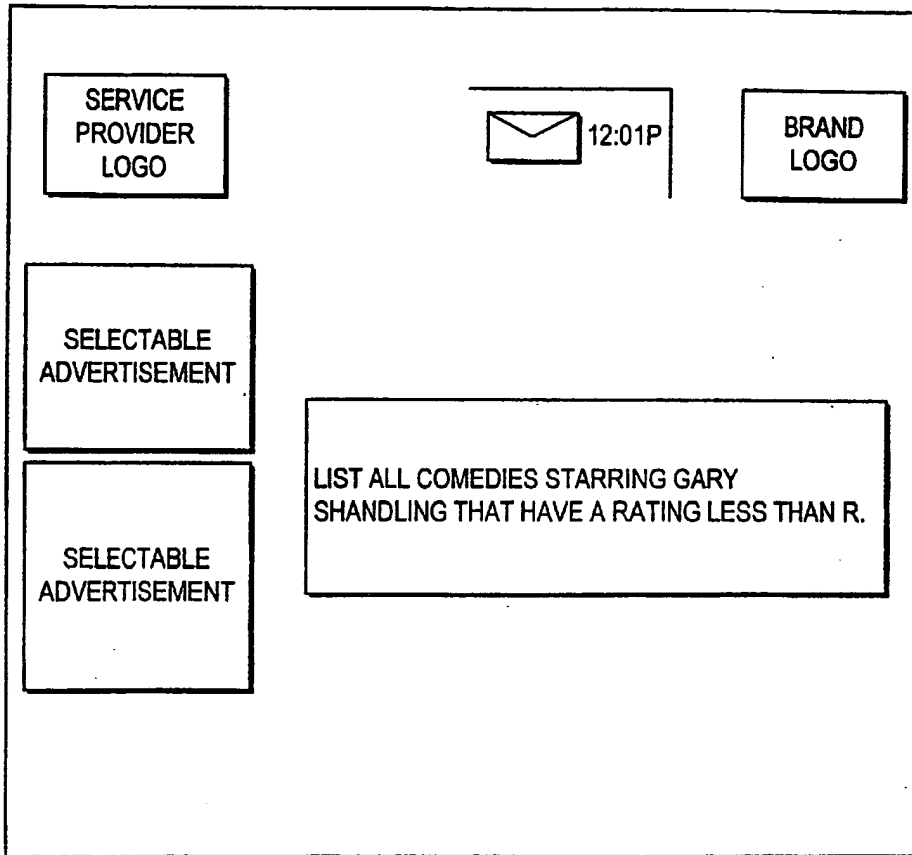 SERVICE
PROVIDER
LOGO
12:01P
BRAND
LOGO
SELECTABLE
ADVERTISEMENT
LIST ALL COMEDIES STARRING GARY
SHANDLING THAT HAVE A RATING LESS THAN R.
SELECTABLE
ADVERTISEMENT